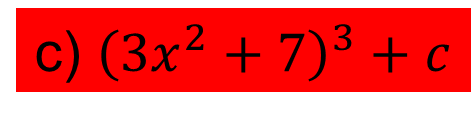 c) (3x² + 7)³ + c